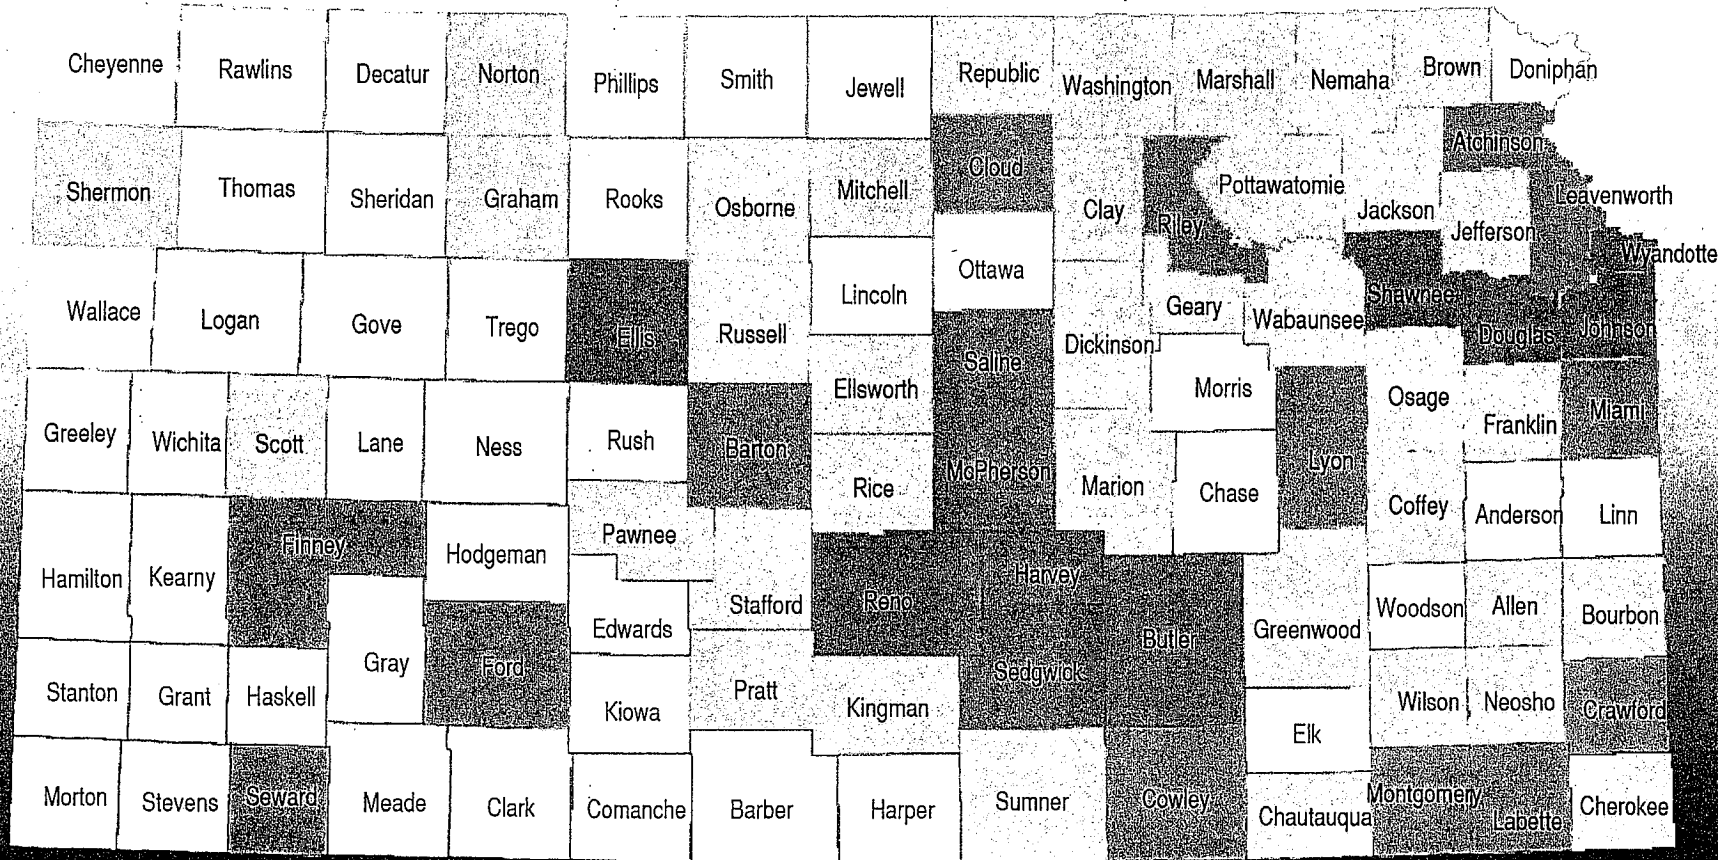 Cheyenne
Rawlins
Decatur
Norton
Phillips
Smith
Jewell
Republic
Washington
Marshall
Nemaha
Brown
Doniphan
Shermon
Thomas
Sheridan
Graham
Rooks
Osborne
Mitchell
Cloud
Clay
Riley
Pottawatomie
Jackson
Atchinson
Jefferson
Leavenworth
Wyandotte
Wallace
Logan
Gove
Trego
Ellis
Russell
Lincoln
Ottawa
Saline
Dickinson
Geary
Wabaunsee
Shawnee
Douglas
Johnson
Greeley
Wichita
Scott
Lane
Ness
Rush
Barton
Ellsworth
Rice
McPherson
Marion
Morris
Chase
Lyon
Osage
Franklin
Miami
Coffey
Anderson
Linn
Hamilton
Kearny
Finney
Hodgeman
Pawnee
Edwards
Stafford
Reno
Harvey
Sedgwick
Butler
Greenwood
Woodson
Allen
Bourbon
Stanton
Grant
Haskell
Gray
Ford
Kiowa
Pratt
Kingman
Elk
Wilson
Neosho
Crawford
Morton
Stevens
Seward
Meade
Clark
Comanche
Barber
Harper
Sumner
Cowley
Chautauqua
Montgomery
Labette
Cherokee